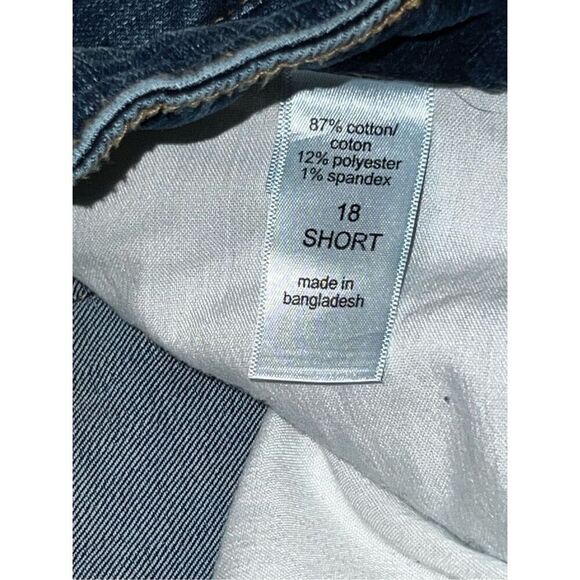 87% cotton/
coton
12% polyester
1% spandex
18
SHORT
made in
bangladesh